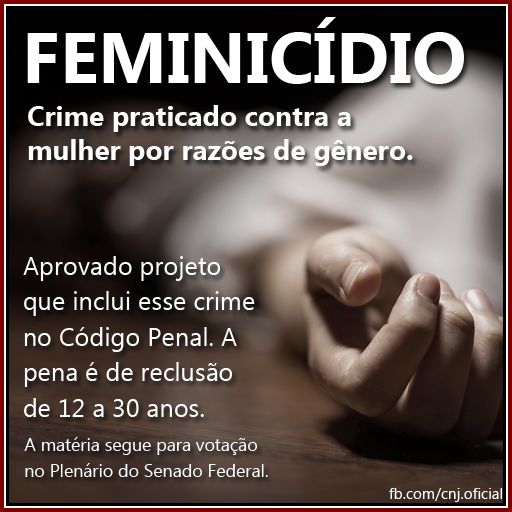 FEMINICÍDIO
Crime praticado contra a
mulher por razões de gênero.
Aprovado projeto
que inclui esse crime
no Código Penal. A
pena é de reclusão
de 12 a 30 anos.
A matéria segue para votação
no Plenário do Senado Federal.
fb.com/cnj.oficial